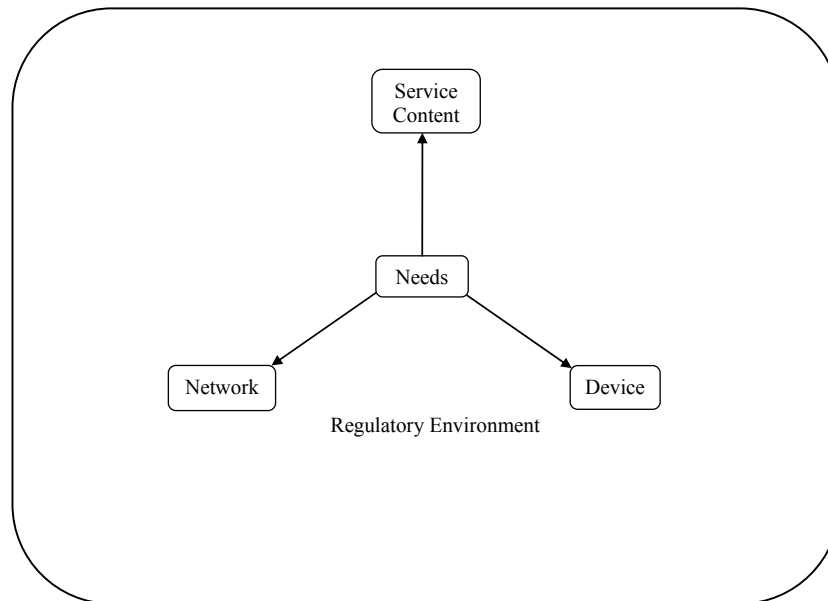 Service
Content
Needs
Network
Device
Regulatory Environment